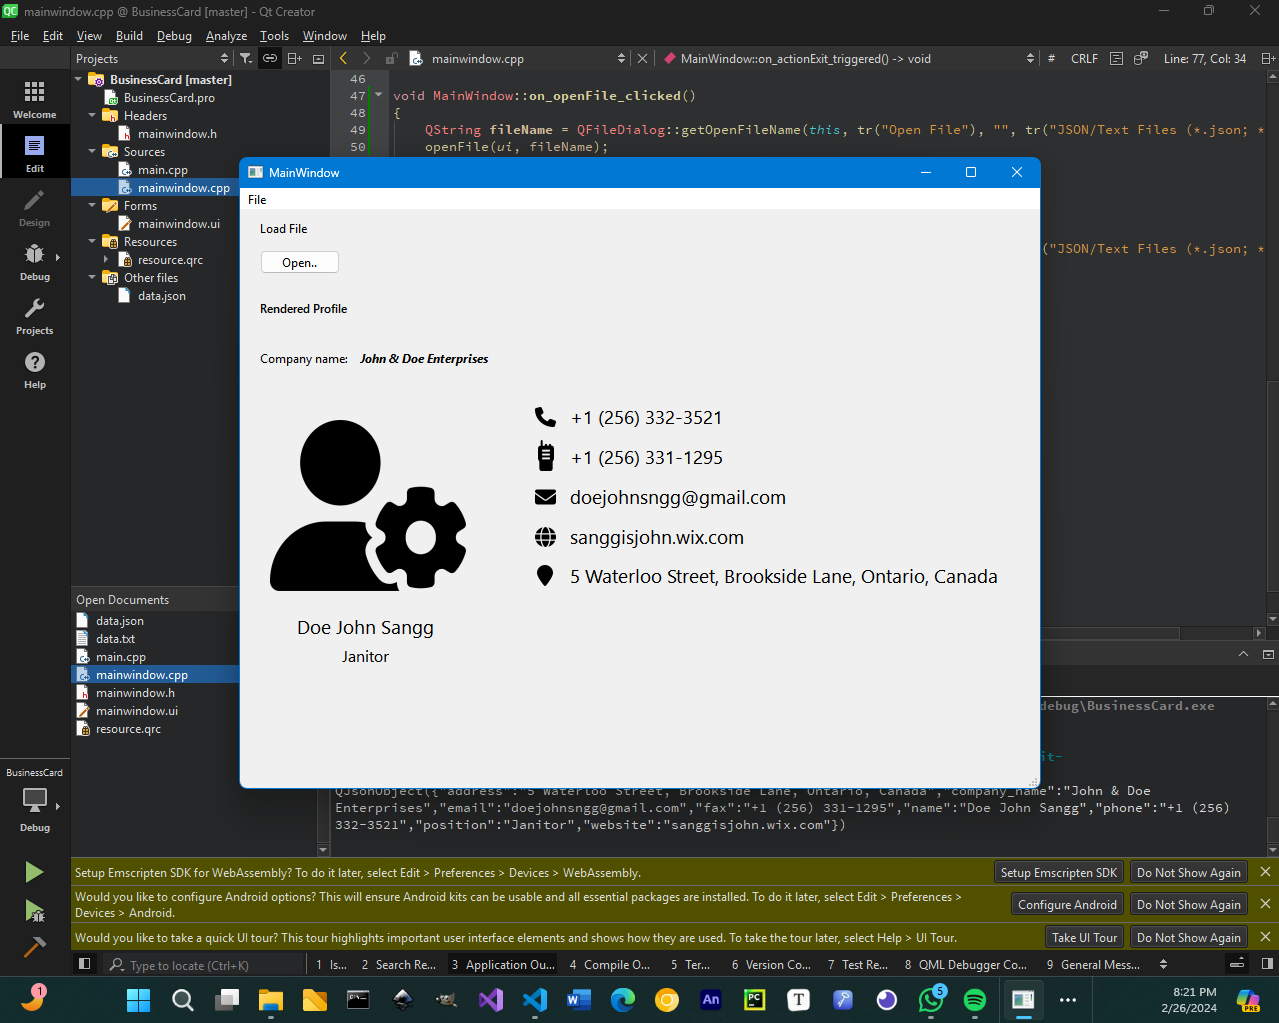 mainwindow.cpp @ BusinessCard [master] - Qt Creator
File Edit View Build Debug Analyze Tools Window Help
Projects
mainwindow.cpp
MainWindow::on_actionExit_triggered() -> void
# CRLF Line: 77, Col: 34
Welcome
Edit
Design
Debug
Projects
Help
BusinessCard [master]
BusinessCard.pro
Headers
mainwindow.h
Sources
main.cpp
mainwindow.cpp
Forms
mainwindow.ui
Resources
resource.qrc
Other files
data.json
46
47 void MainWindow::on_openFile_clicked()
48 {
49 QString fileName = QFileDialog::getOpenFileName(this, tr("Open File"), "", tr("JSON/Text Files (*.json; *
50 openFile(ui, fileName);
("JSON/Text Files (*.json; *
MainWindow
File
Load File
Open..
Rendered Profile
Company name: John & Doe Enterprises
+1 (256) 332-3521
+1 (256) 331-1295
doejohnsngg@gmail.com
sanggisjohn.wix.com
5 Waterloo Street, Brookside Lane, Ontario, Canada
Doe John Sangg
Janitor
Open Documents
data.json
data.txt
main.cpp
mainwindow.cpp
mainwindow.h
mainwindow.ui
resource.qrc
debug\BusinessCard.exe
it-
QJsonObject({"address":"5 Waterloo Street, Brookside Lane, Ontario, Canada","company_name":"John & Doe
Enterprises","email":"doejohnsngg@gmail.com","fax":"+1 (256) 331-1295","name":"Doe John Sangg","phone":"+1 (256)
332-3521","position":"Janitor","website":"sanggisjohn.wix.com"})
BusinessCard
Debug
Setup Emscripten SDK for WebAssembly? To do it later, select Edit > Preferences > Devices > WebAssembly.
Setup Emscripten SDK Do Not Show Again
Would you like to configure Android options? This will ensure Android kits can be usable and all essential packages are installed. To do it later, select Edit > Preferences >
Devices > Android.
Configure Android Do Not Show Again
Would you like to take a quick UI tour? This tour highlights important user interface elements and shows how they are used. To take the tour later, select Help > UI Tour.
Take UI Tour Do Not Show Again
Type to locate (Ctrl+K) 1 Is... 2 Search Re... 3 Application Ou... 4 Compile O... 5 Ter... 6 Version Co... 7 Test Re... 8 QML Debugger Co... 9 General Mess...
1
An
PC
T
5
PRE
8:21 PM
2/26/2024